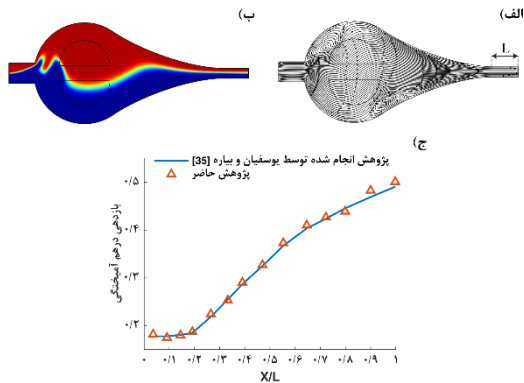 الف)
ب)
L
ج)
پژوهش انجام شده توسط یوسفیان و بیاره [35]
پژوهش حاضر
بازدهی درهم آمیختگی
۰/۵
۰/۴
۰/۳
۰/۲
۰ ۰/۱ ۰/۲ ۰/۳ ۰/۴ ۰/۵ ۰/۶ ۰/۷ ۰/۸ ۰/۹ ۱
X/L